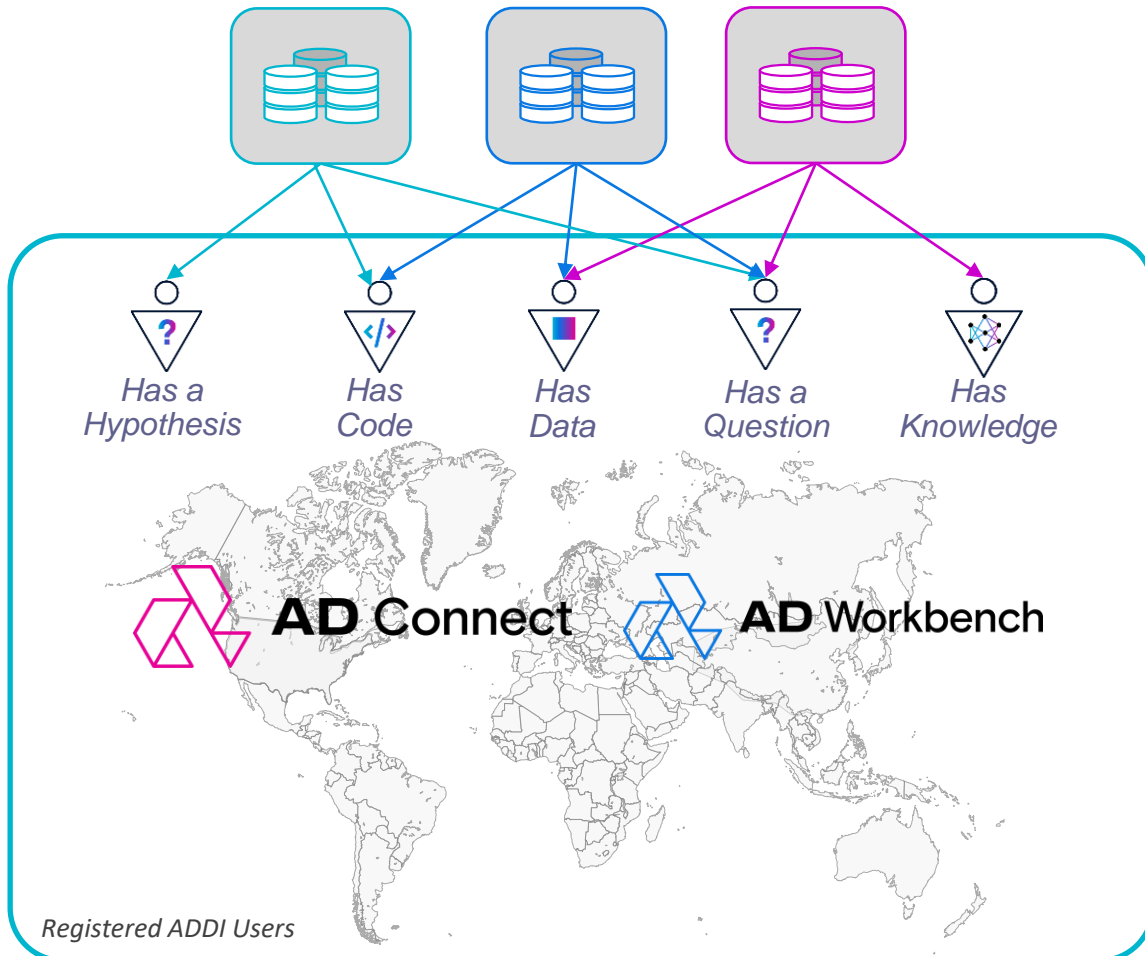 ?
</>
?
Has a
Hypothesis
Has
Code
Has
Data
Has a
Question
Has
Knowledge
AD Connect
AD Workbench
Registered ADDI Users